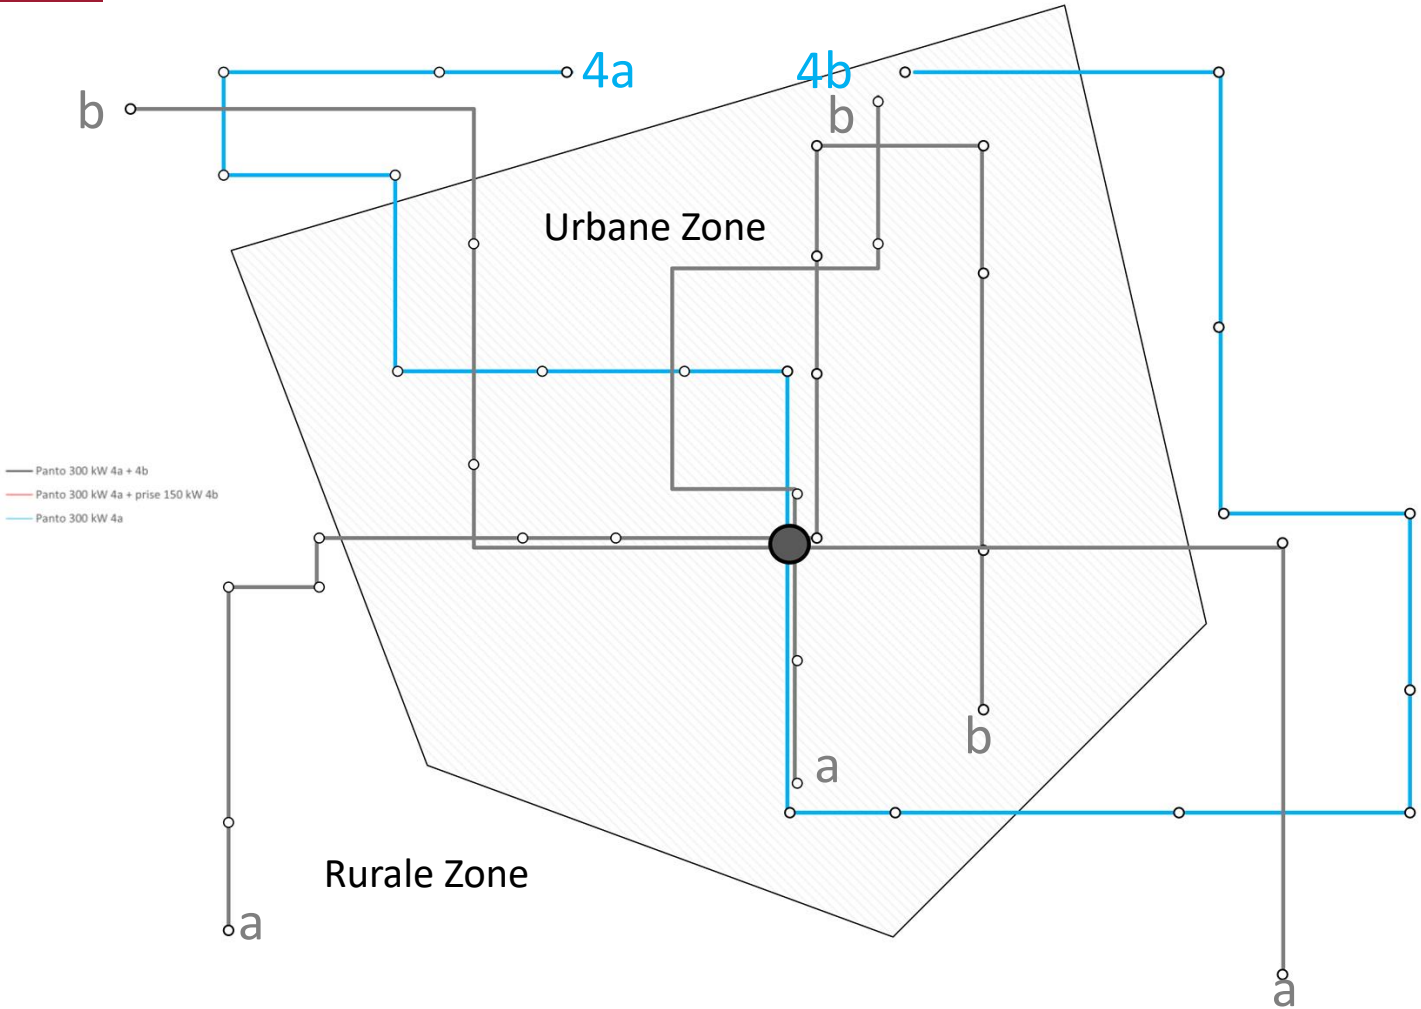 4a
4b
b
b
Urbane Zone
Panto 300 kW 4a + 4b
Panto 300 kW 4a + prise 150 kW 4b
Panto 300 kW 4a
b
a
Rurale Zone
a
a